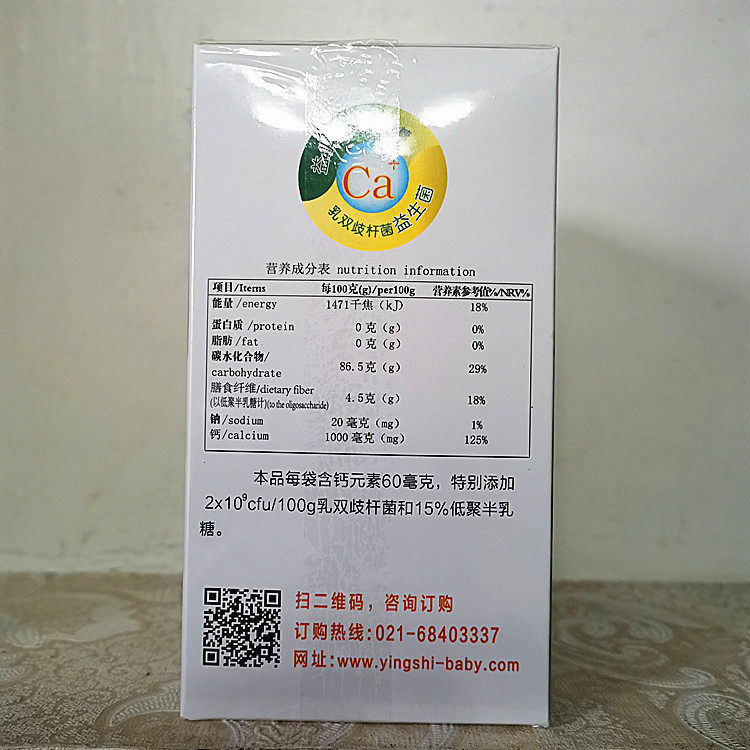 Ca+
乳双歧杆菌益生菌
营养成分表 nutrition information
项目/Items 每100克(g)/per100g 营养素参考值%/NRV%
能量/energy 1471千焦（kJ） 18%
蛋白质/protein 0克（g） 0%
脂肪/fat 0克（g） 0%
碳水化合物/
carbohydrate 86.5克（g） 29%
膳食纤维/dietary fiber
(以低聚半乳糖计)(to the oligosaccharide) 4.5克（g） 18%
钠/sodium 20毫克（mg） 1%
钙/calcium 1000毫克（mg） 125%
本品每袋含钙元素60毫克，特别添加
2x10⁹cfu/100g乳双歧杆菌和15%低聚半乳
糖。
扫二维码，咨询订购
订购热线:021-68403337
网址:www.yingshi-baby.com